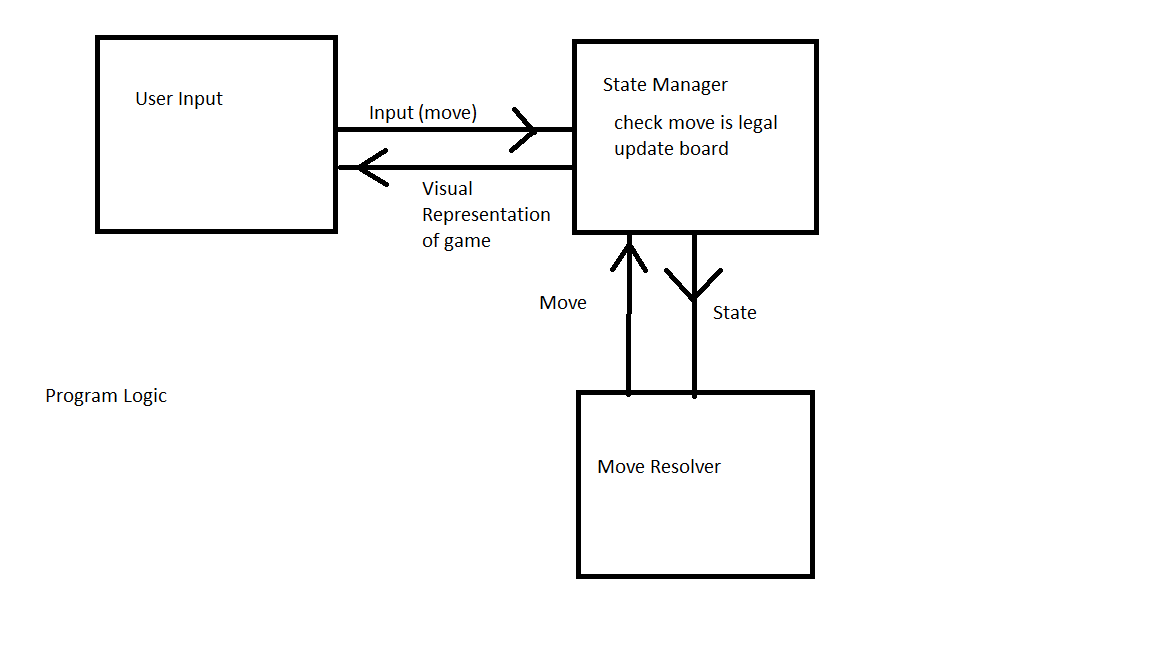 User Input
Input (move)
State Manager
check move is legal
update board
Visual
Representation
of game
Move
State
Program Logic
Move Resolver